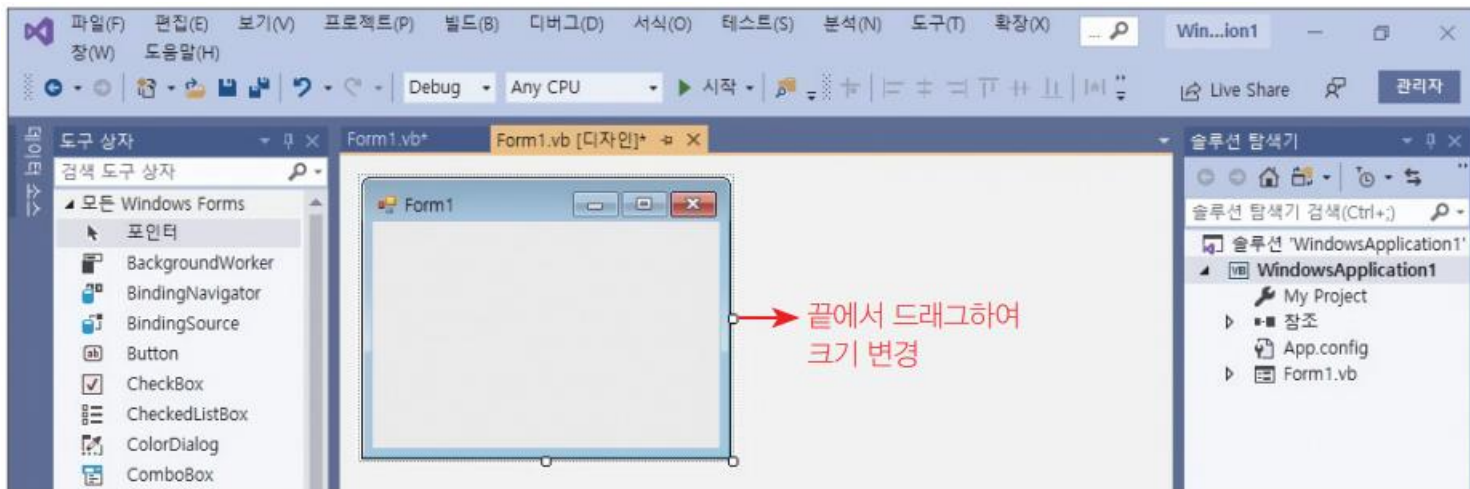 파일(F) 편집(E) 보기(V) 프로젝트(P) 빌드(B) 디버그(D) 서식(O) 테스트(S) 분석(N) 도구(T) 확장(X) ... Win...ion1
창(W) 도움말(H)
Debug Any CPU 시작 Live Share 관리자
데이터 소스
도구 상자
검색 도구 상자
모든 Windows Forms
포인터
BackgroundWorker
BindingNavigator
BindingSource
Button
CheckBox
CheckedListBox
ColorDialog
ComboBox
Form1.vb* Form1.vb [디자인]*
Form1
끝에서 드래그하여
크기 변경
솔루션 탐색기
솔루션 탐색기 검색(Ctrl+;)
솔루션 'WindowsApplication1'
WindowsApplication1
My Project
참조
App.config
Form1.vb